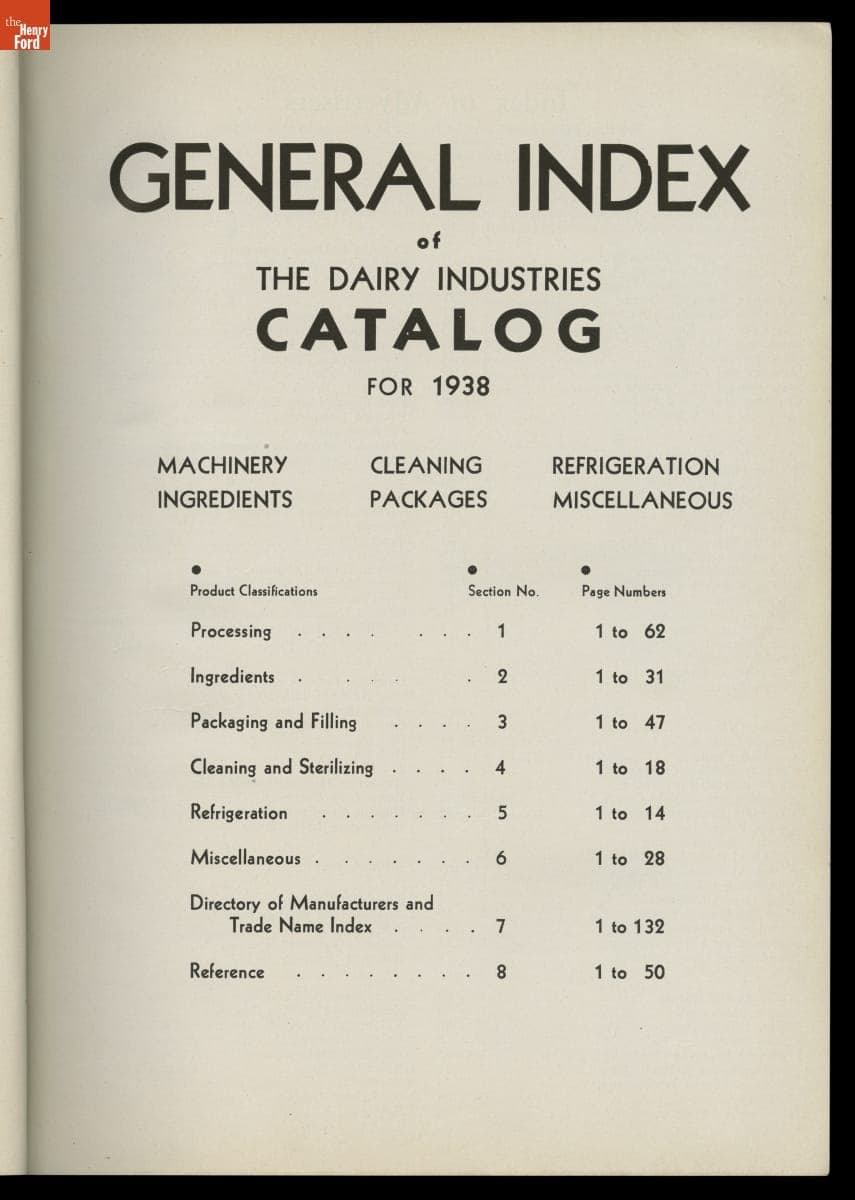 the
Henry
Ford
GENERAL INDEX
of
THE DAIRY INDUSTRIES
CATALOG
FOR 1938
MACHINERY CLEANING REFRIGERATION
INGREDIENTS PACKAGES MISCELLANEOUS
Product Classifications Section No. Page Numbers
Processing . . . . . . . 1 1 to 62
Ingredients . . . . . 2 1 to 31
Packaging and Filling . . . . 3 1 to 47
Cleaning and Sterilizing . . . . 4 1 to 18
Refrigeration . . . . . . . 5 1 to 14
Miscellaneous . . . . . . . 6 1 to 28
Directory of Manufacturers and
Trade Name Index . . . . 7 1 to 132
Reference . . . . . . . . 8 1 to 50